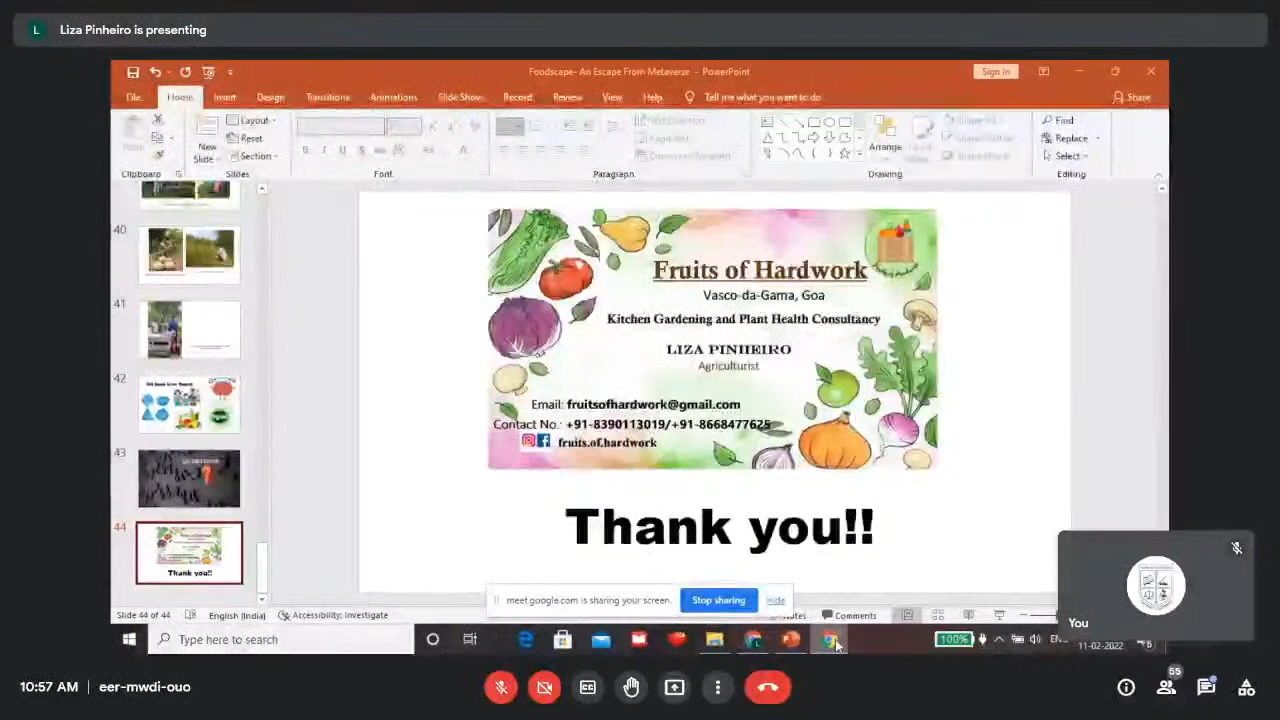 L Liza Pinheiro is presenting
Foodscape- An Escape From Metaverse - PowerPoint
Sign in
File Home Insert Design Transitions Animations Slide Show Record Review View Help Tell me what you want to do Share
New Slide
Layout
Reset
Section
Arrange
Find
Replace
Select
Clipboard Slides Font Paragraph Drawing Editing
40
41
42
43
44
Thank you!!
Fruits of Hardwork
Vasco-da-Gama, Goa
Kitchen Gardening and Plant Health Consultancy
LIZA PINHEIRO
Agriculturist
Email: fruitsofhardwork@gmail.com
Contact No.: +91-8390113019/+91-8668477625
fruits.of.hardwork
Thank you!!
meet.google.com is sharing your screen. Stop sharing Hide
Slide 44 of 44 English (India) Accessibility: Investigate Notes Comments
You
Type here to search
100%
11-02-2022
10:57 AM | eer-mwdi-ouo
55